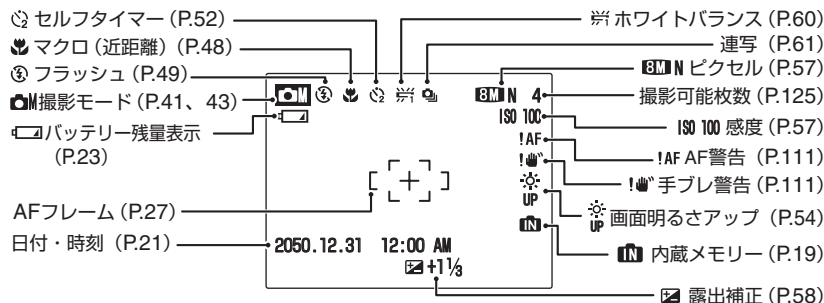 セルフタイマー (P.52)
マクロ (近距離) (P.48)
フラッシュ (P.49)
M撮影モード (P.41、43)
バッテリー残量表示
(P.23)
AFフレーム (P.27)
日付・時刻 (P.21)
8M N 4
ISO 100
!AF
!
UP
IN
2050.12.31 12:00 AM
+1⅓
ホワイトバランス (P.60)
連写 (P.61)
8M N ピクセル (P.57)
撮影可能枚数 (P.125)
ISO 100 感度 (P.57)
!AF AF警告 (P.111)
! 手ブレ警告 (P.111)
UP 画面明るさアップ (P.54)
IN 内蔵メモリー (P.19)
露出補正 (P.58)